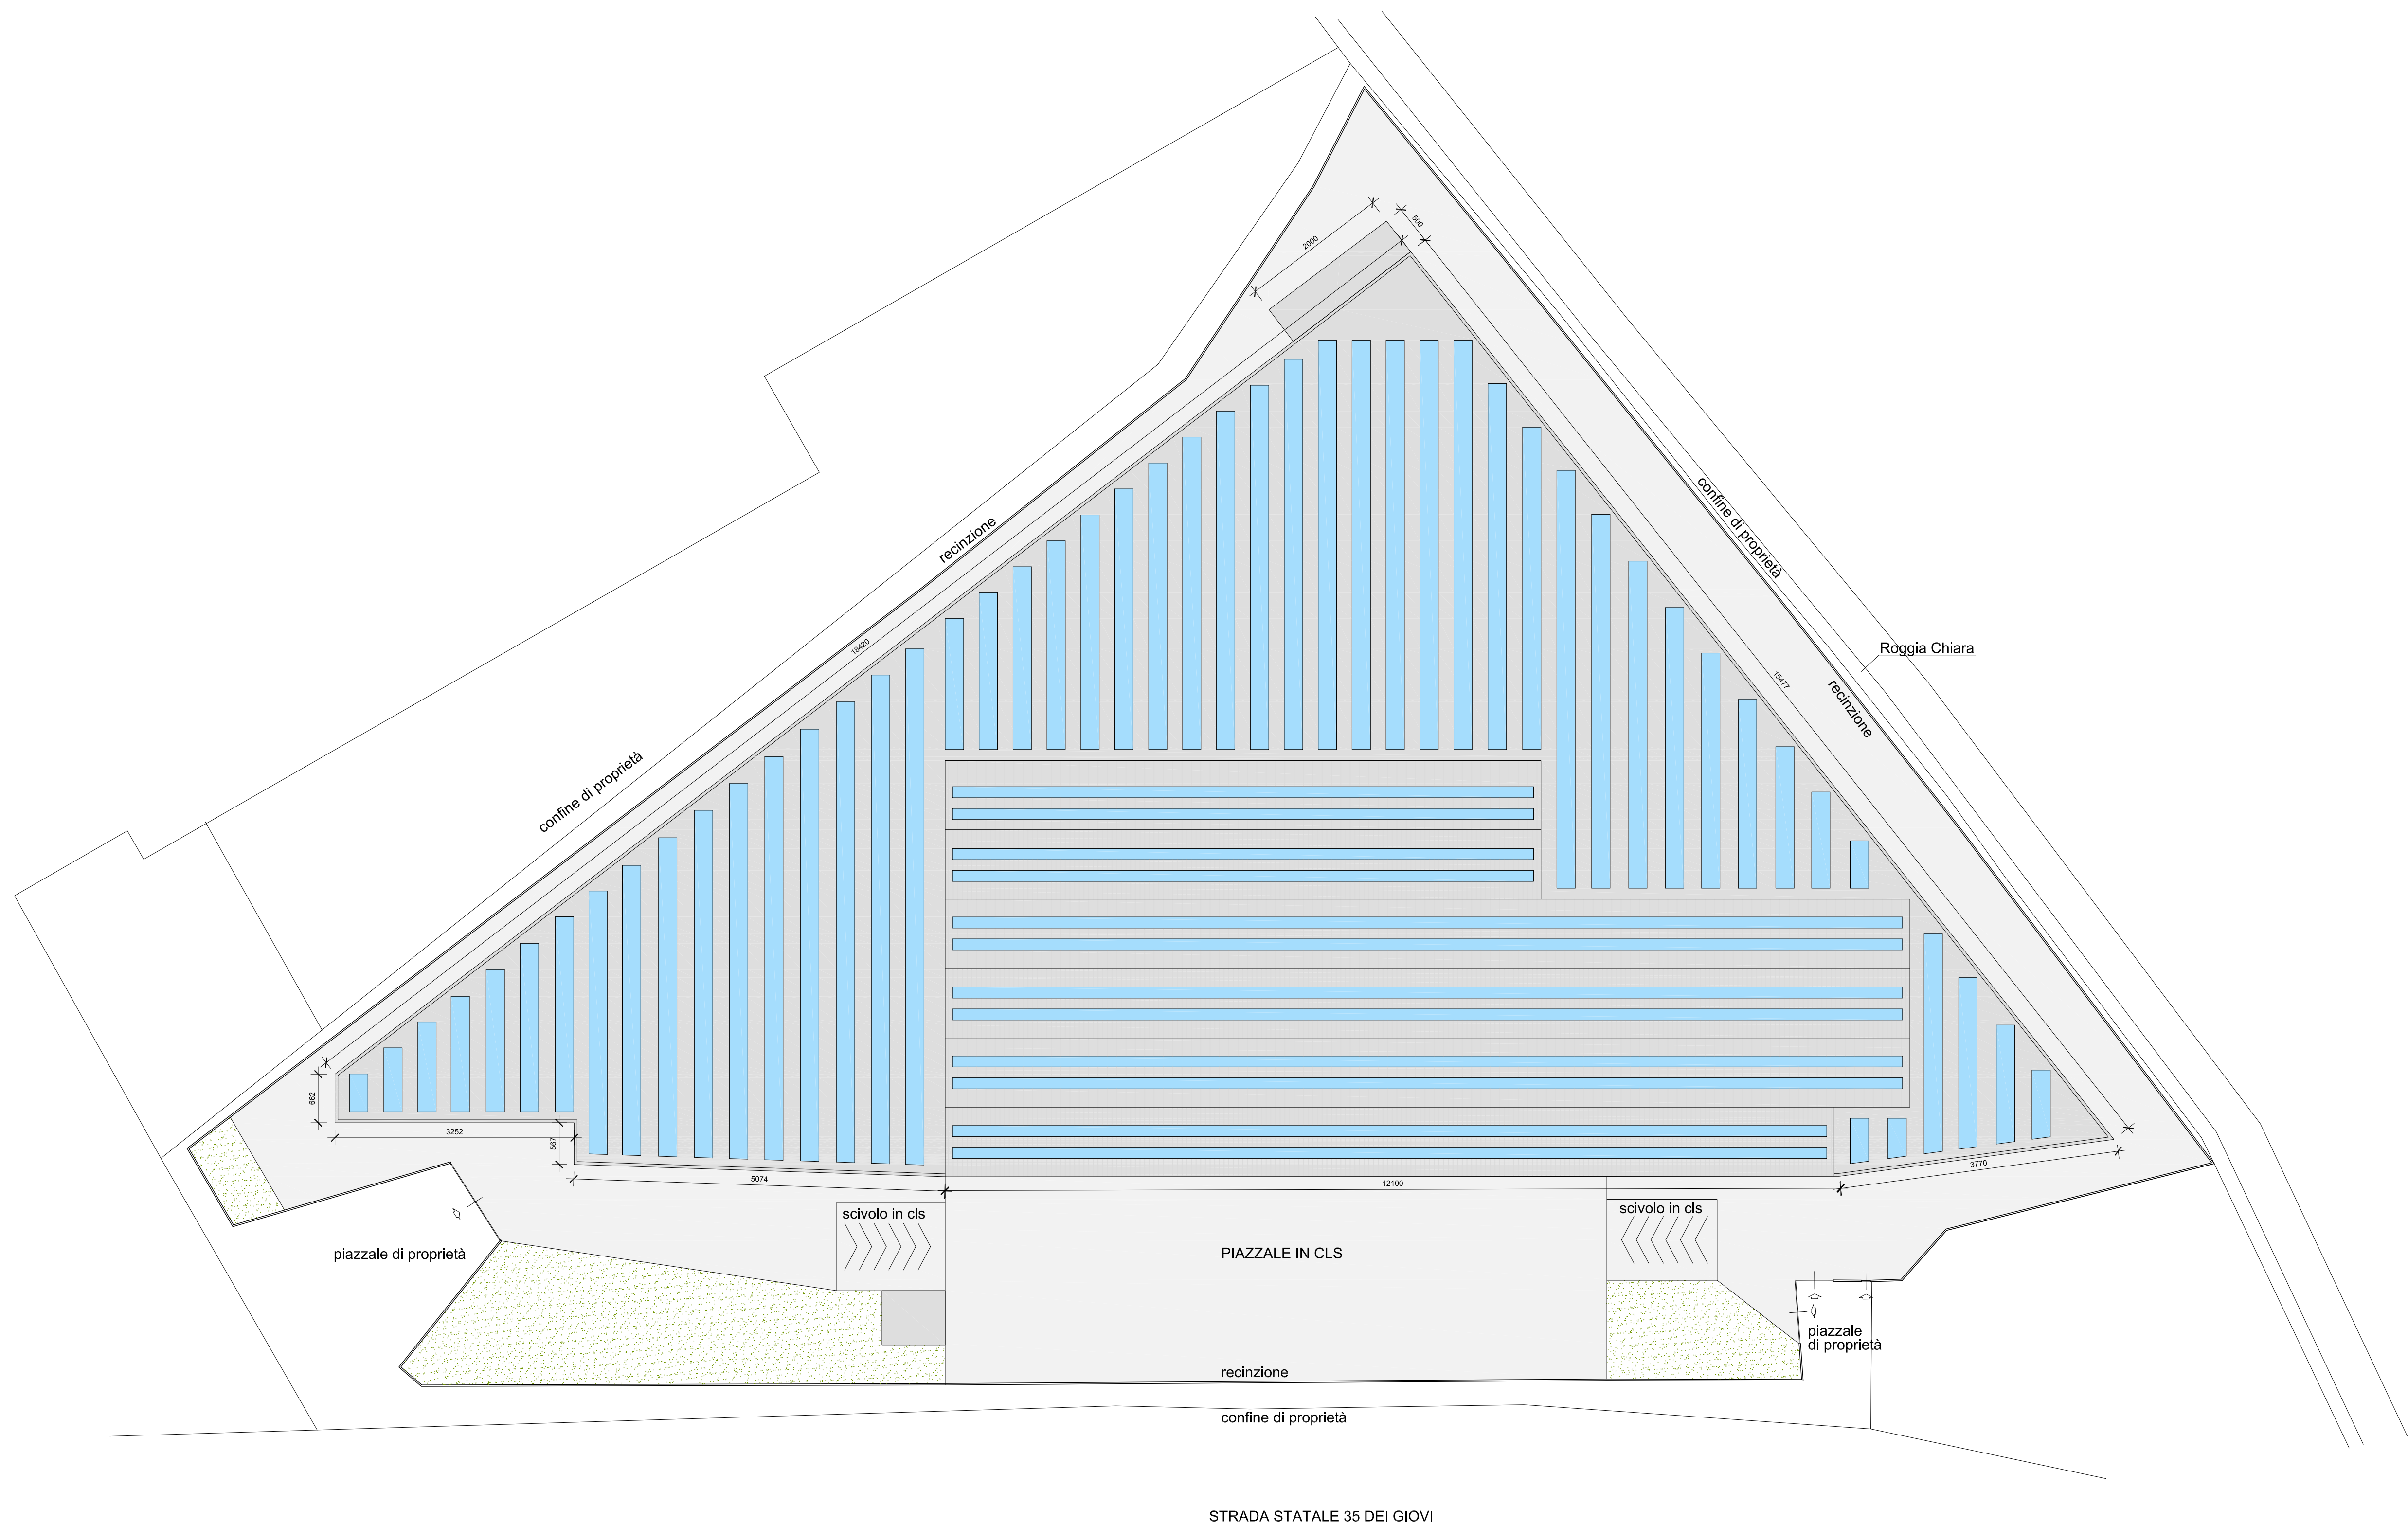 500
2000
confine di proprietà
recinzione
18420
Roggia Chiara
15477
recinzione
confine di proprietà
662
3252
567
5074
12100
3770
scivolo in cls
scivolo in cls
piazzale di proprietà
PIAZZALE IN CLS
piazzale
di proprietà
recinzione
confine di proprietà
STRADA STATALE 35 DEI GIOVI